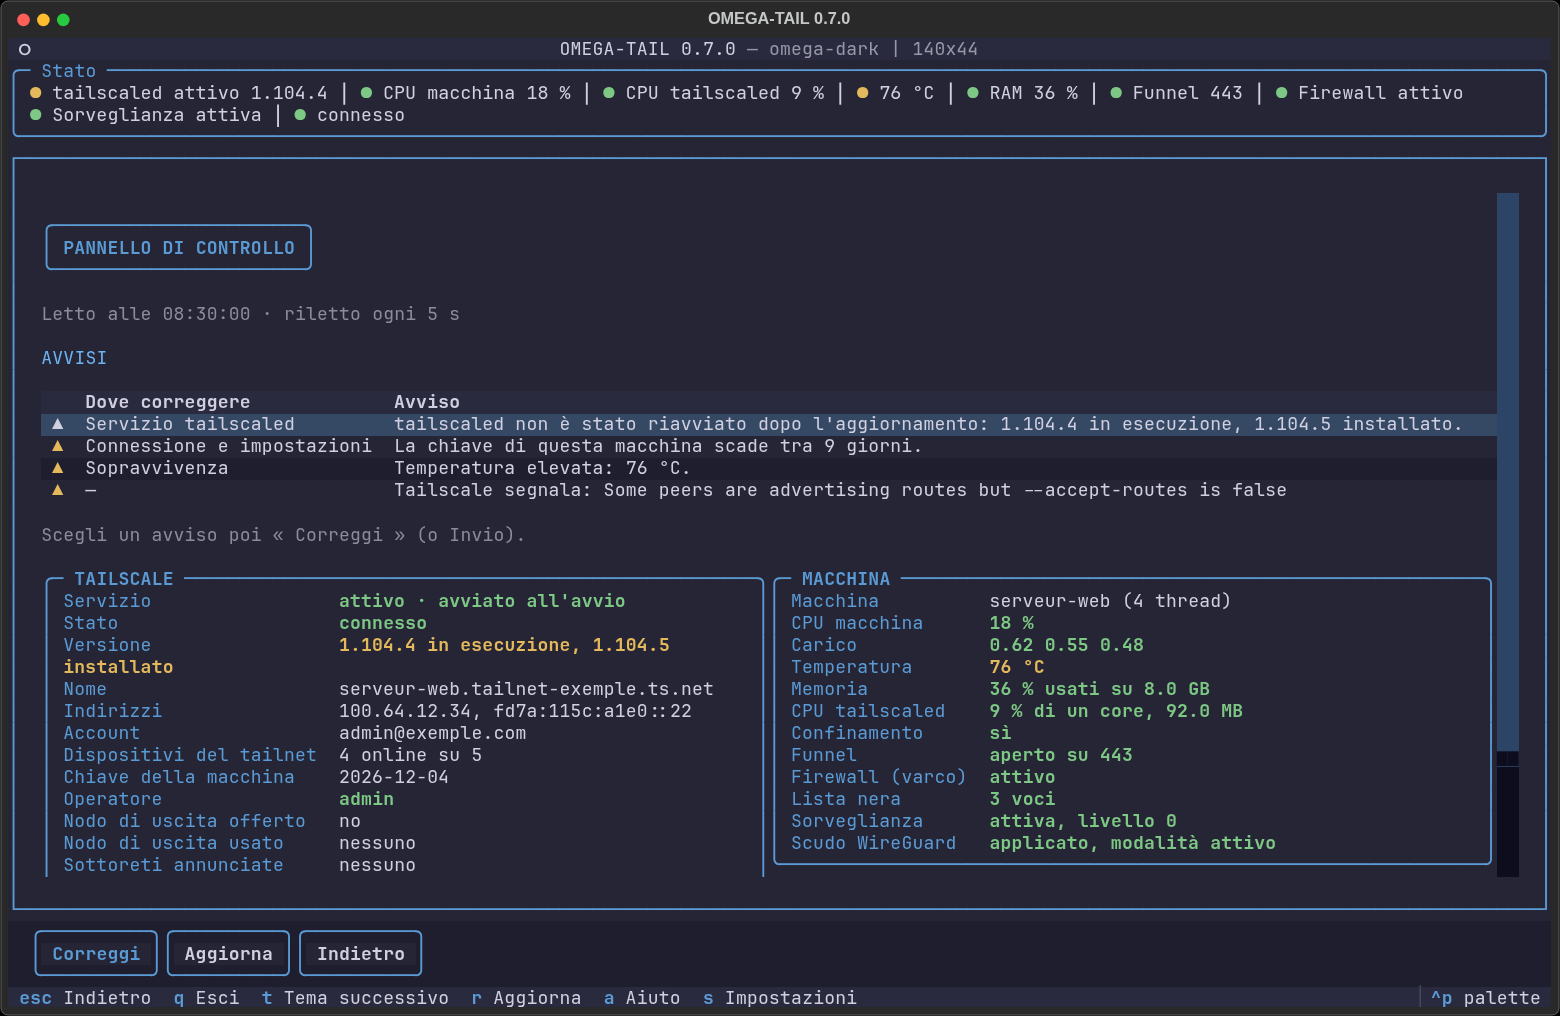 OMEGA-TAIL 0.7.0
OMEGA-TAIL 0.7.0 — omega-dark | 140x44
Stato
● tailscaled attivo 1.104.4 │ ● CPU macchina 18 % │ ● CPU tailscaled 9 % │ ● 76 °C │ ● RAM 36 % │ ● Funnel 443 │ ● Firewall attivo
● Sorveglianza attiva │ ● connesso
PANNELLO DI CONTROLLO
Letto alle 08:30:00 · riletto ogni 5 s
AVVISI
Dove correggere Avviso
▲ Servizio tailscaled tailscaled non è stato riavviato dopo l'aggiornamento: 1.104.4 in esecuzione, 1.104.5 installato.
▲ Connessione e impostazioni La chiave di questa macchina scade tra 9 giorni.
▲ Sopravvivenza Temperatura elevata: 76 °C.
▲ — Tailscale segnala: Some peers are advertising routes but --accept-routes is false
Scegli un avviso poi « Correggi » (o Invio).
TAILSCALE
Servizio attivo · avviato all'avvio
Stato connesso
Versione 1.104.4 in esecuzione, 1.104.5
installato
Nome serveur-web.tailnet-exemple.ts.net
Indirizzi 100.64.12.34, fd7a:115c:a1e0::22
Account admin@exemple.com
Dispositivi del tailnet 4 online su 5
Chiave della macchina 2026-12-04
Operatore admin
Nodo di uscita offerto no
Nodo di uscita usato nessuno
Sottoreti annunciate nessuno
MACCHINA
Macchina serveur-web (4 thread)
CPU macchina 18 %
Carico 0.62 0.55 0.48
Temperatura 76 °C
Memoria 36 % usati su 8.0 GB
CPU tailscaled 9 % di un core, 92.0 MB
Confinamento sì
Funnel aperto su 443
Firewall (varco) attivo
Lista nera 3 voci
Sorveglianza attiva, livello 0
Scudo WireGuard applicato, modalità attivo
Correggi Aggiorna Indietro
esc Indietro q Esci t Tema successivo r Aggiorna a Aiuto s Impostazioni ^p palette